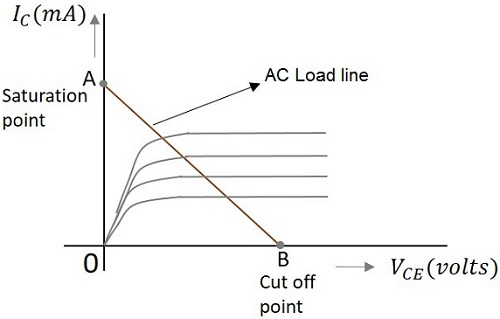 I_C(mA)
A
AC Load line
Saturation
point
0
B
V_CE(volts)
Cut off
point